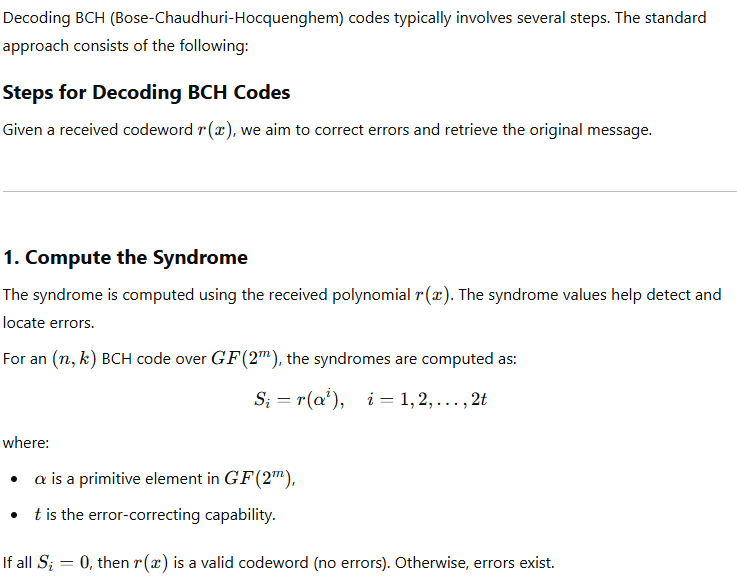 Decoding BCH (Bose-Chaudhuri-Hocquenghem) codes typically involves several steps. The standard
approach consists of the following:
Steps for Decoding BCH Codes
Given a received codeword r(x), we aim to correct errors and retrieve the original message.
1. Compute the Syndrome
The syndrome is computed using the received polynomial r(x). The syndrome values help detect and
locate errors.
For an (n, k) BCH code over GF(2^m), the syndromes are computed as:
S_i = r(α^i), i = 1, 2, . . . , 2t
where:
• α is a primitive element in GF(2^m),
• t is the error-correcting capability.
If all S_i = 0, then r(x) is a valid codeword (no errors). Otherwise, errors exist.